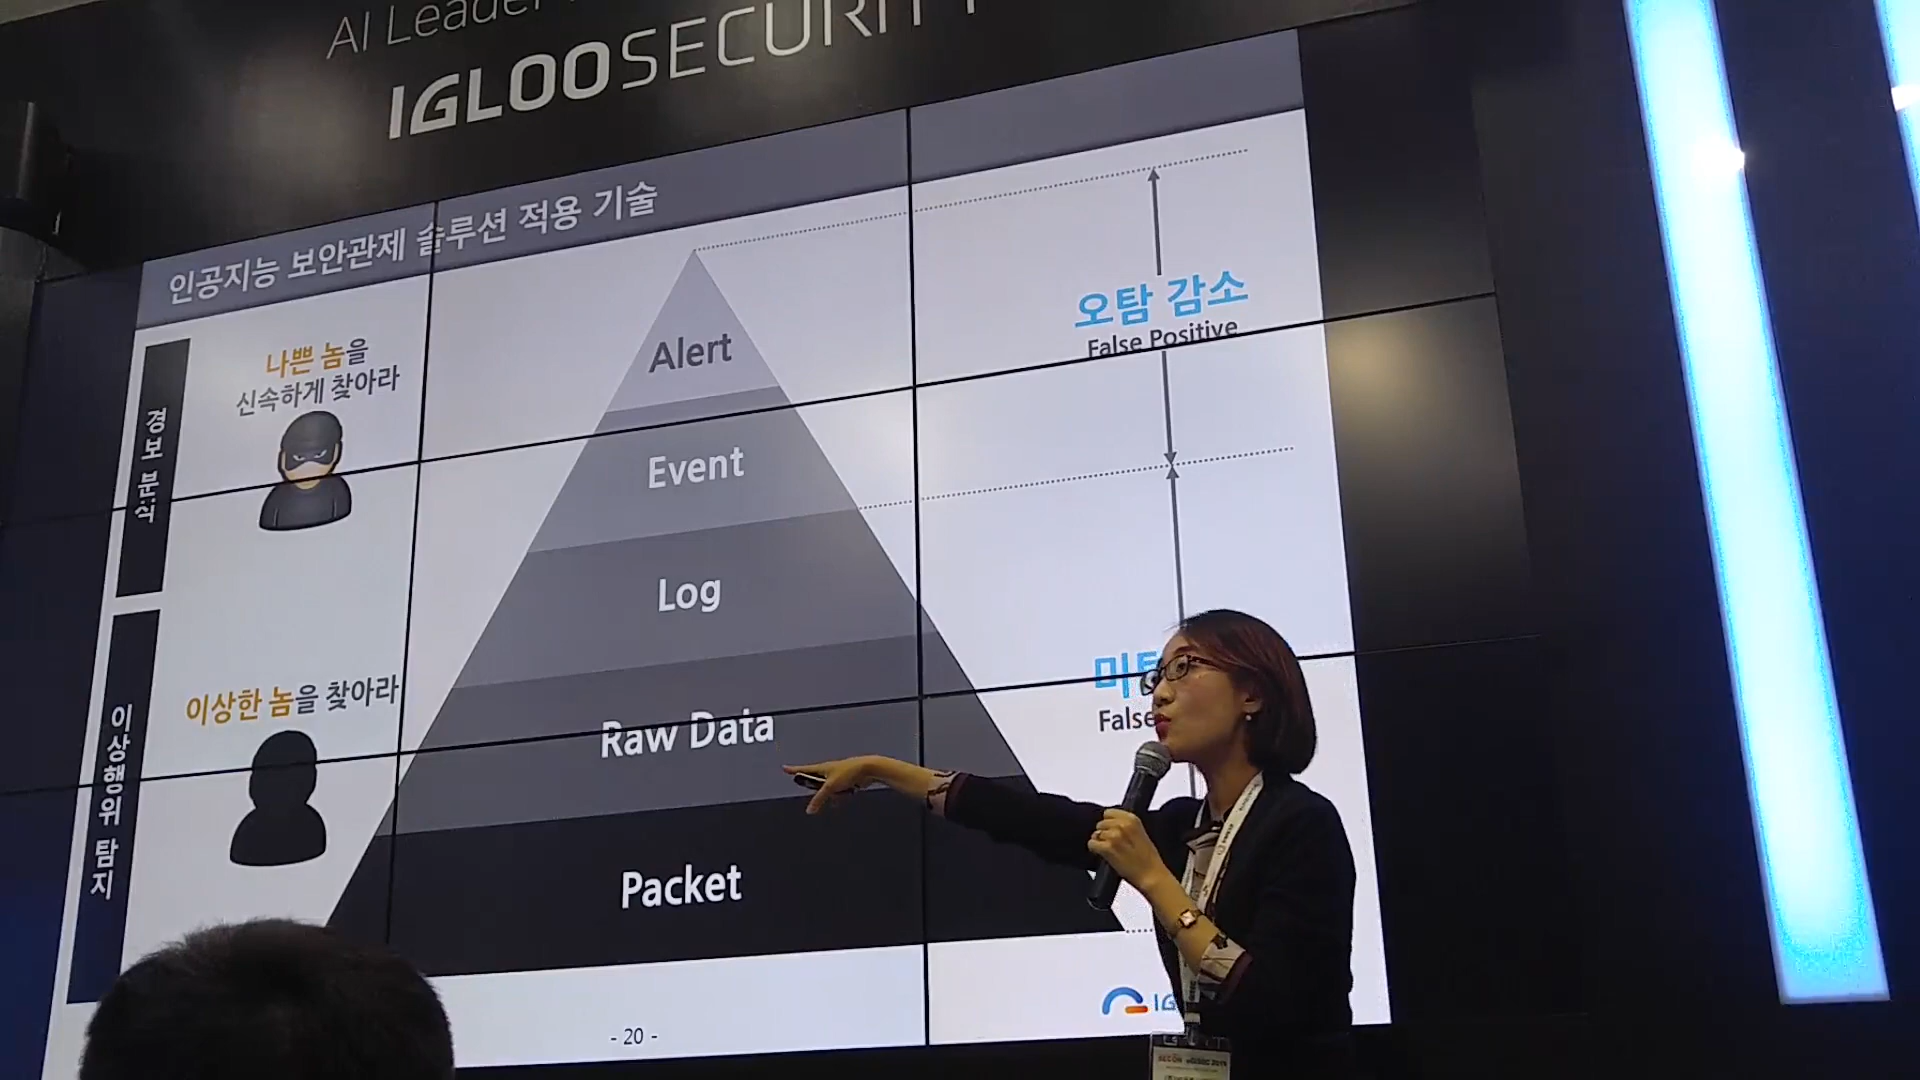 AI Leader
IGLOOSECURITY
인공지능 보안관제 솔루션 적용 기술
경보 분석
나쁜 놈을
신속하게 찾아라
이상행위 탐지
이상한 놈을 찾아라
Alert
Event
Log
Raw Data
Packet
오탐 감소
False Positive
False
- 20 -